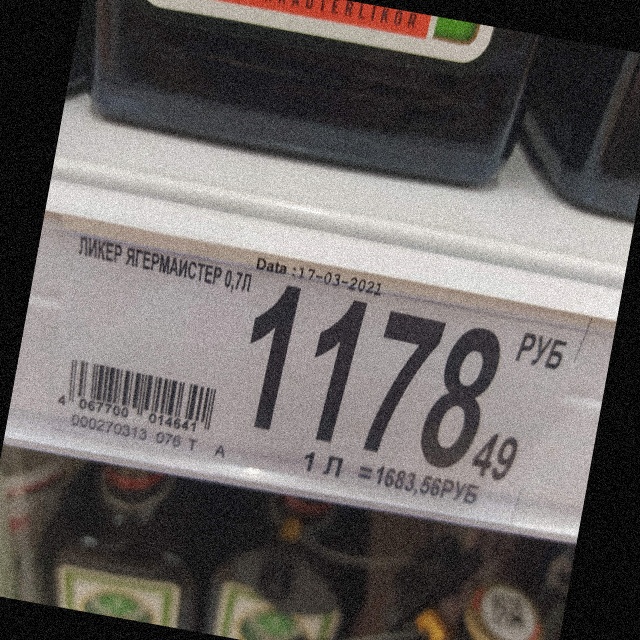 KRÄUTERLIKÖR
ЛИКЕР ЯГЕРМАЙСТЕР 0,7Л
Data :17-03-2021
1178 49 РУБ
4 067700 014641
000270313 076 T A
1 Л =1683,56РУБ